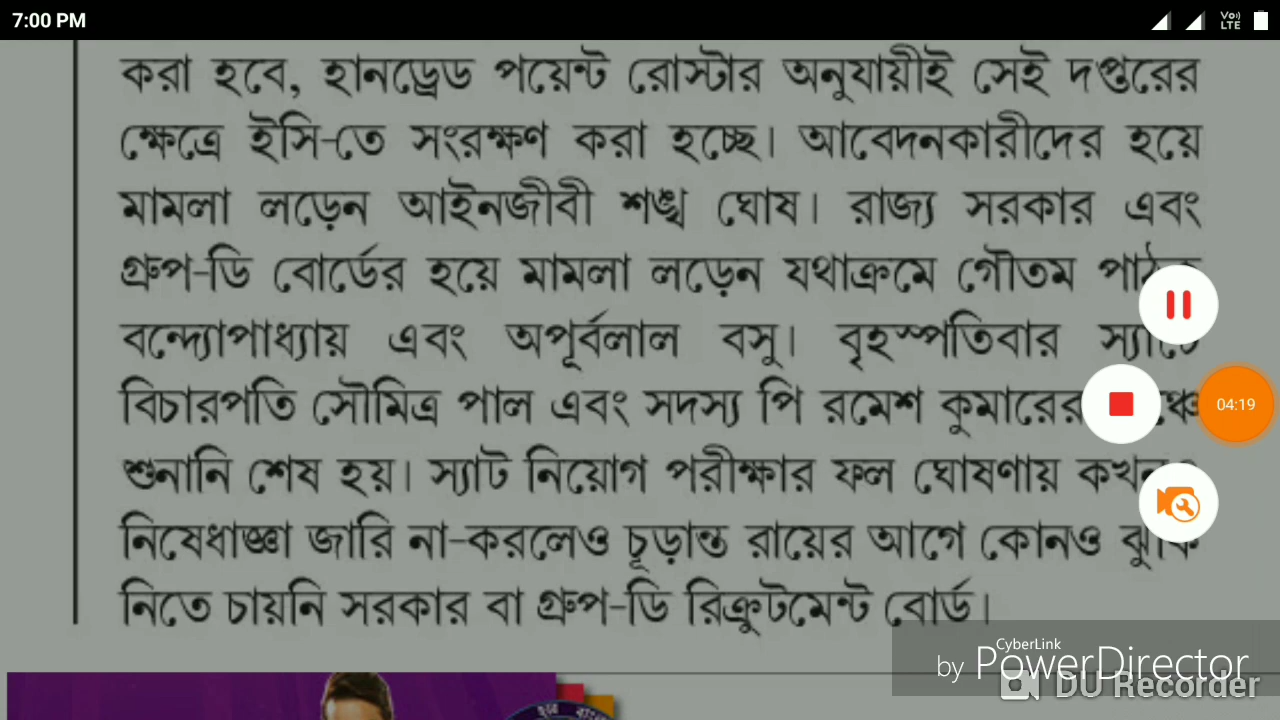 7:00 PM
Vo)
LTE
করা হবে, হানড্রেড পয়েন্ট রোস্টার অনুযায়ীই সেই দপ্তরের
ক্ষেত্রে ইসি-তে সংরক্ষণ করা হচ্ছে। আবেদনকারীদের হয়ে
মামলা লড়েন আইনজীবী শঙ্খ ঘোষ। রাজ্য সরকার এবং
গ্রুপ-ডি বোর্ডের হয়ে মামলা লড়েন যথাক্রমে গৌতম
বন্দ্যোপাধ্যায় এবং অপূর্বলাল বসু। বৃহস্পতিবার স্যাটে
বিচারপতি সৌমিত্র পাল এবং সদস্য পি রমেশ কুমারের
শুনানি শেষ হয়। স্যাট নিয়োগ পরীক্ষার ফল ঘোষণায় কখনও
নিষেধাজ্ঞা জারি না-করলেও চূড়ান্ত রায়ের আগে কোনও ঝুঁকি
নিতে চায়নি সরকার বা গ্রুপ-ডি রিক্রুটমেন্ট বোর্ড।
04:19
CyberLink
by PowerDirector
DU Recorder